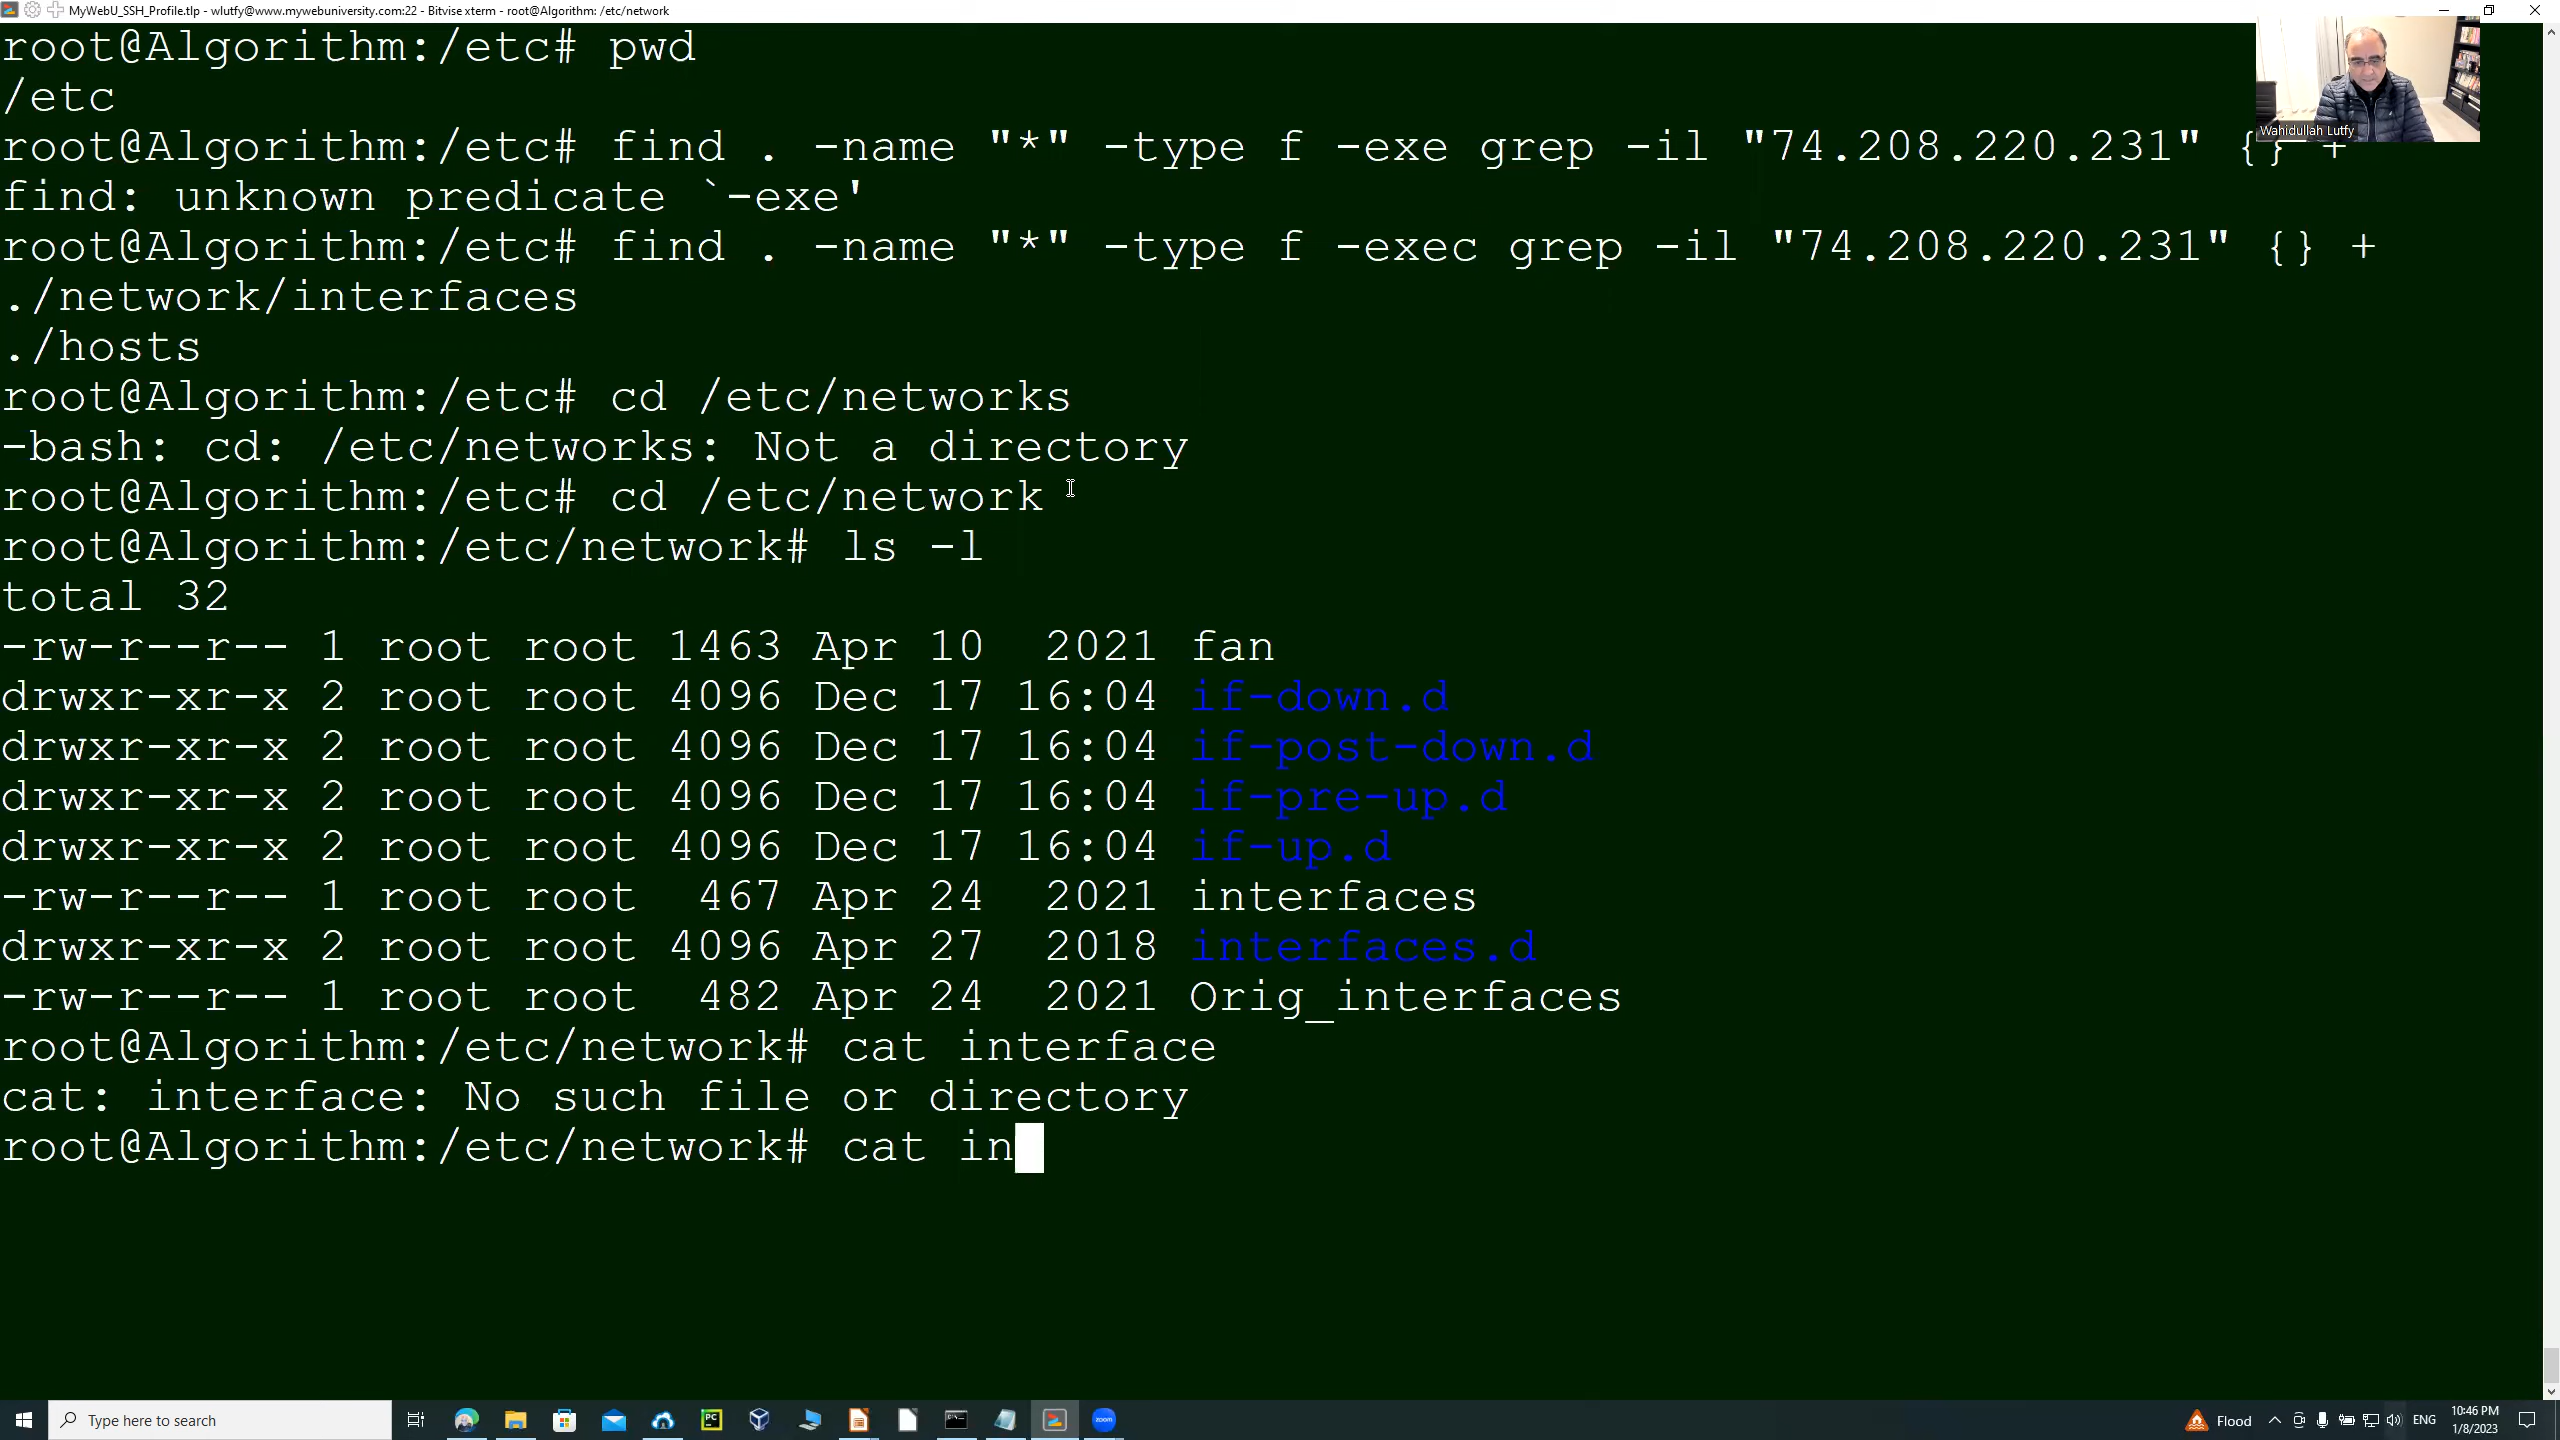 MyWebU_SSH_Profile.tlp - wlutfy@www.mywebuniversity.com:22 - Bitvise xterm - root@Algorithm: /etc/network
root@Algorithm:/etc# pwd
/etc
root@Algorithm:/etc# find . -name "*" -type f -exe grep -il "74.208.220.231" {} +
find: unknown predicate `-exe'
root@Algorithm:/etc# find . -name "*" -type f -exec grep -il "74.208.220.231" {} +
./network/interfaces
./hosts
root@Algorithm:/etc# cd /etc/networks
-bash: cd: /etc/networks: Not a directory
root@Algorithm:/etc# cd /etc/network
root@Algorithm:/etc/network# ls -l
total 32
-rw-r--r-- 1 root root 1463 Apr 10  2021 fan
drwxr-xr-x 2 root root 4096 Dec 17 16:04 if-down.d
drwxr-xr-x 2 root root 4096 Dec 17 16:04 if-post-down.d
drwxr-xr-x 2 root root 4096 Dec 17 16:04 if-pre-up.d
drwxr-xr-x 2 root root 4096 Dec 17 16:04 if-up.d
-rw-r--r-- 1 root root  467 Apr 24  2021 interfaces
drwxr-xr-x 2 root root 4096 Apr 27  2018 interfaces.d
-rw-r--r-- 1 root root  482 Apr 24  2021 Orig_interfaces
root@Algorithm:/etc/network# cat interface
cat: interface: No such file or directory
root@Algorithm:/etc/network# cat in
Wahidullah Lutfy
Type here to search
PC
zoom
Flood
ENG
10:46 PM
1/8/2023